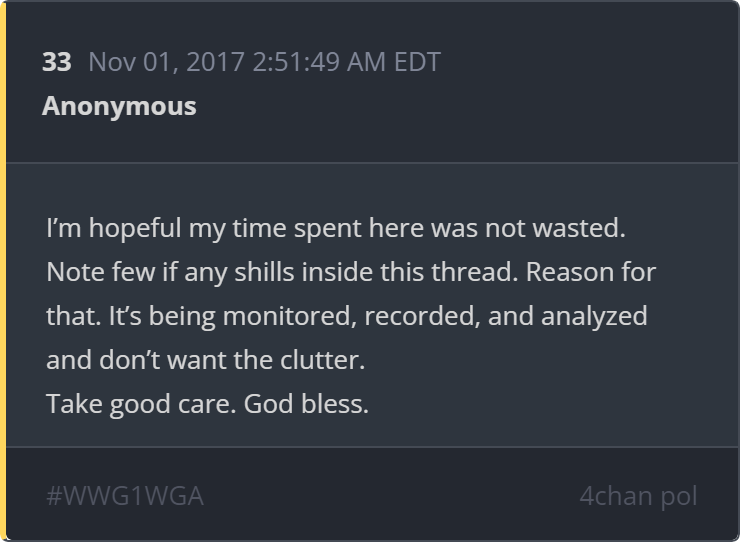 33 Nov 01, 2017 2:51:49 AM EDT
Anonymous
I’m hopeful my time spent here was not wasted.
Note few if any shills inside this thread. Reason for
that. It’s being monitored, recorded, and analyzed
and don’t want the clutter.
Take good care. God bless.
#WWG1WGA 4chan pol